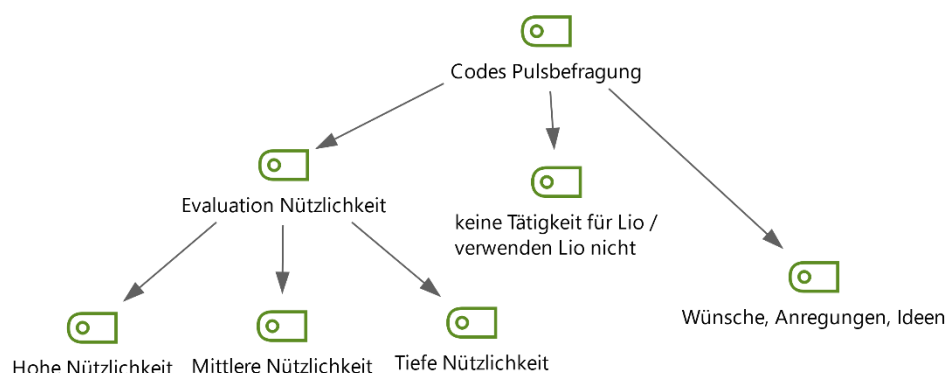 Codes Pulsbefragung
Evaluation Nützlichkeit
keine Tätigkeit für Lio /
verwenden Lio nicht
Wünsche, Anregungen, Ideen
Hohe Nützlichkeit
Mittlere Nützlichkeit
Tiefe Nützlichkeit